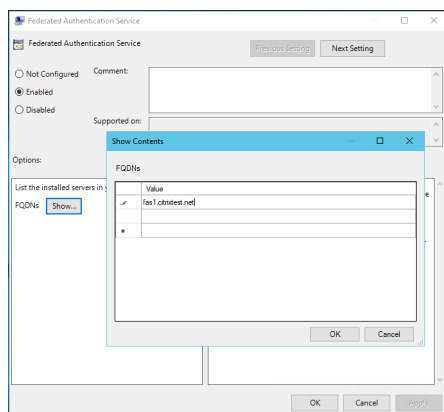 Federated Authentication Service
Federated Authentication Service
Previous Setting
Next Setting
Not Configured
Comment:
Enabled
Disabled
Supported on:
Options:
List the installed servers in
FQDNs
Show...
Show Contents
FQDNs
Value
fas1.citrixtest.net
OK
Cancel
OK
Cancel
Apply